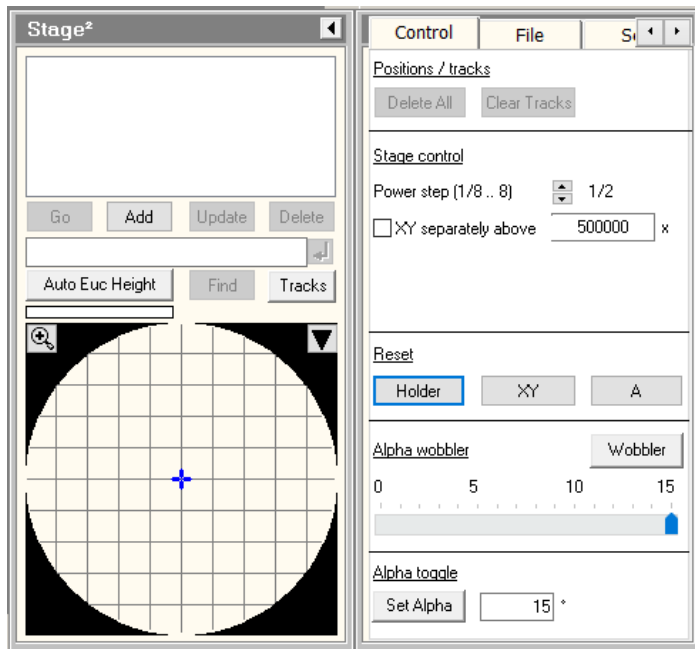 Stage²
Go Add Update Delete
Auto Euc Height Find Tracks
Control File
Positions / tracks
Delete All Clear Tracks
Stage control
Power step (1/8 .. 8) 1/2
XY separately above 500000 x
Reset
Holder XY A
Alpha wobbler Wobbler
0 5 10 15
Alpha toggle
Set Alpha 15 °